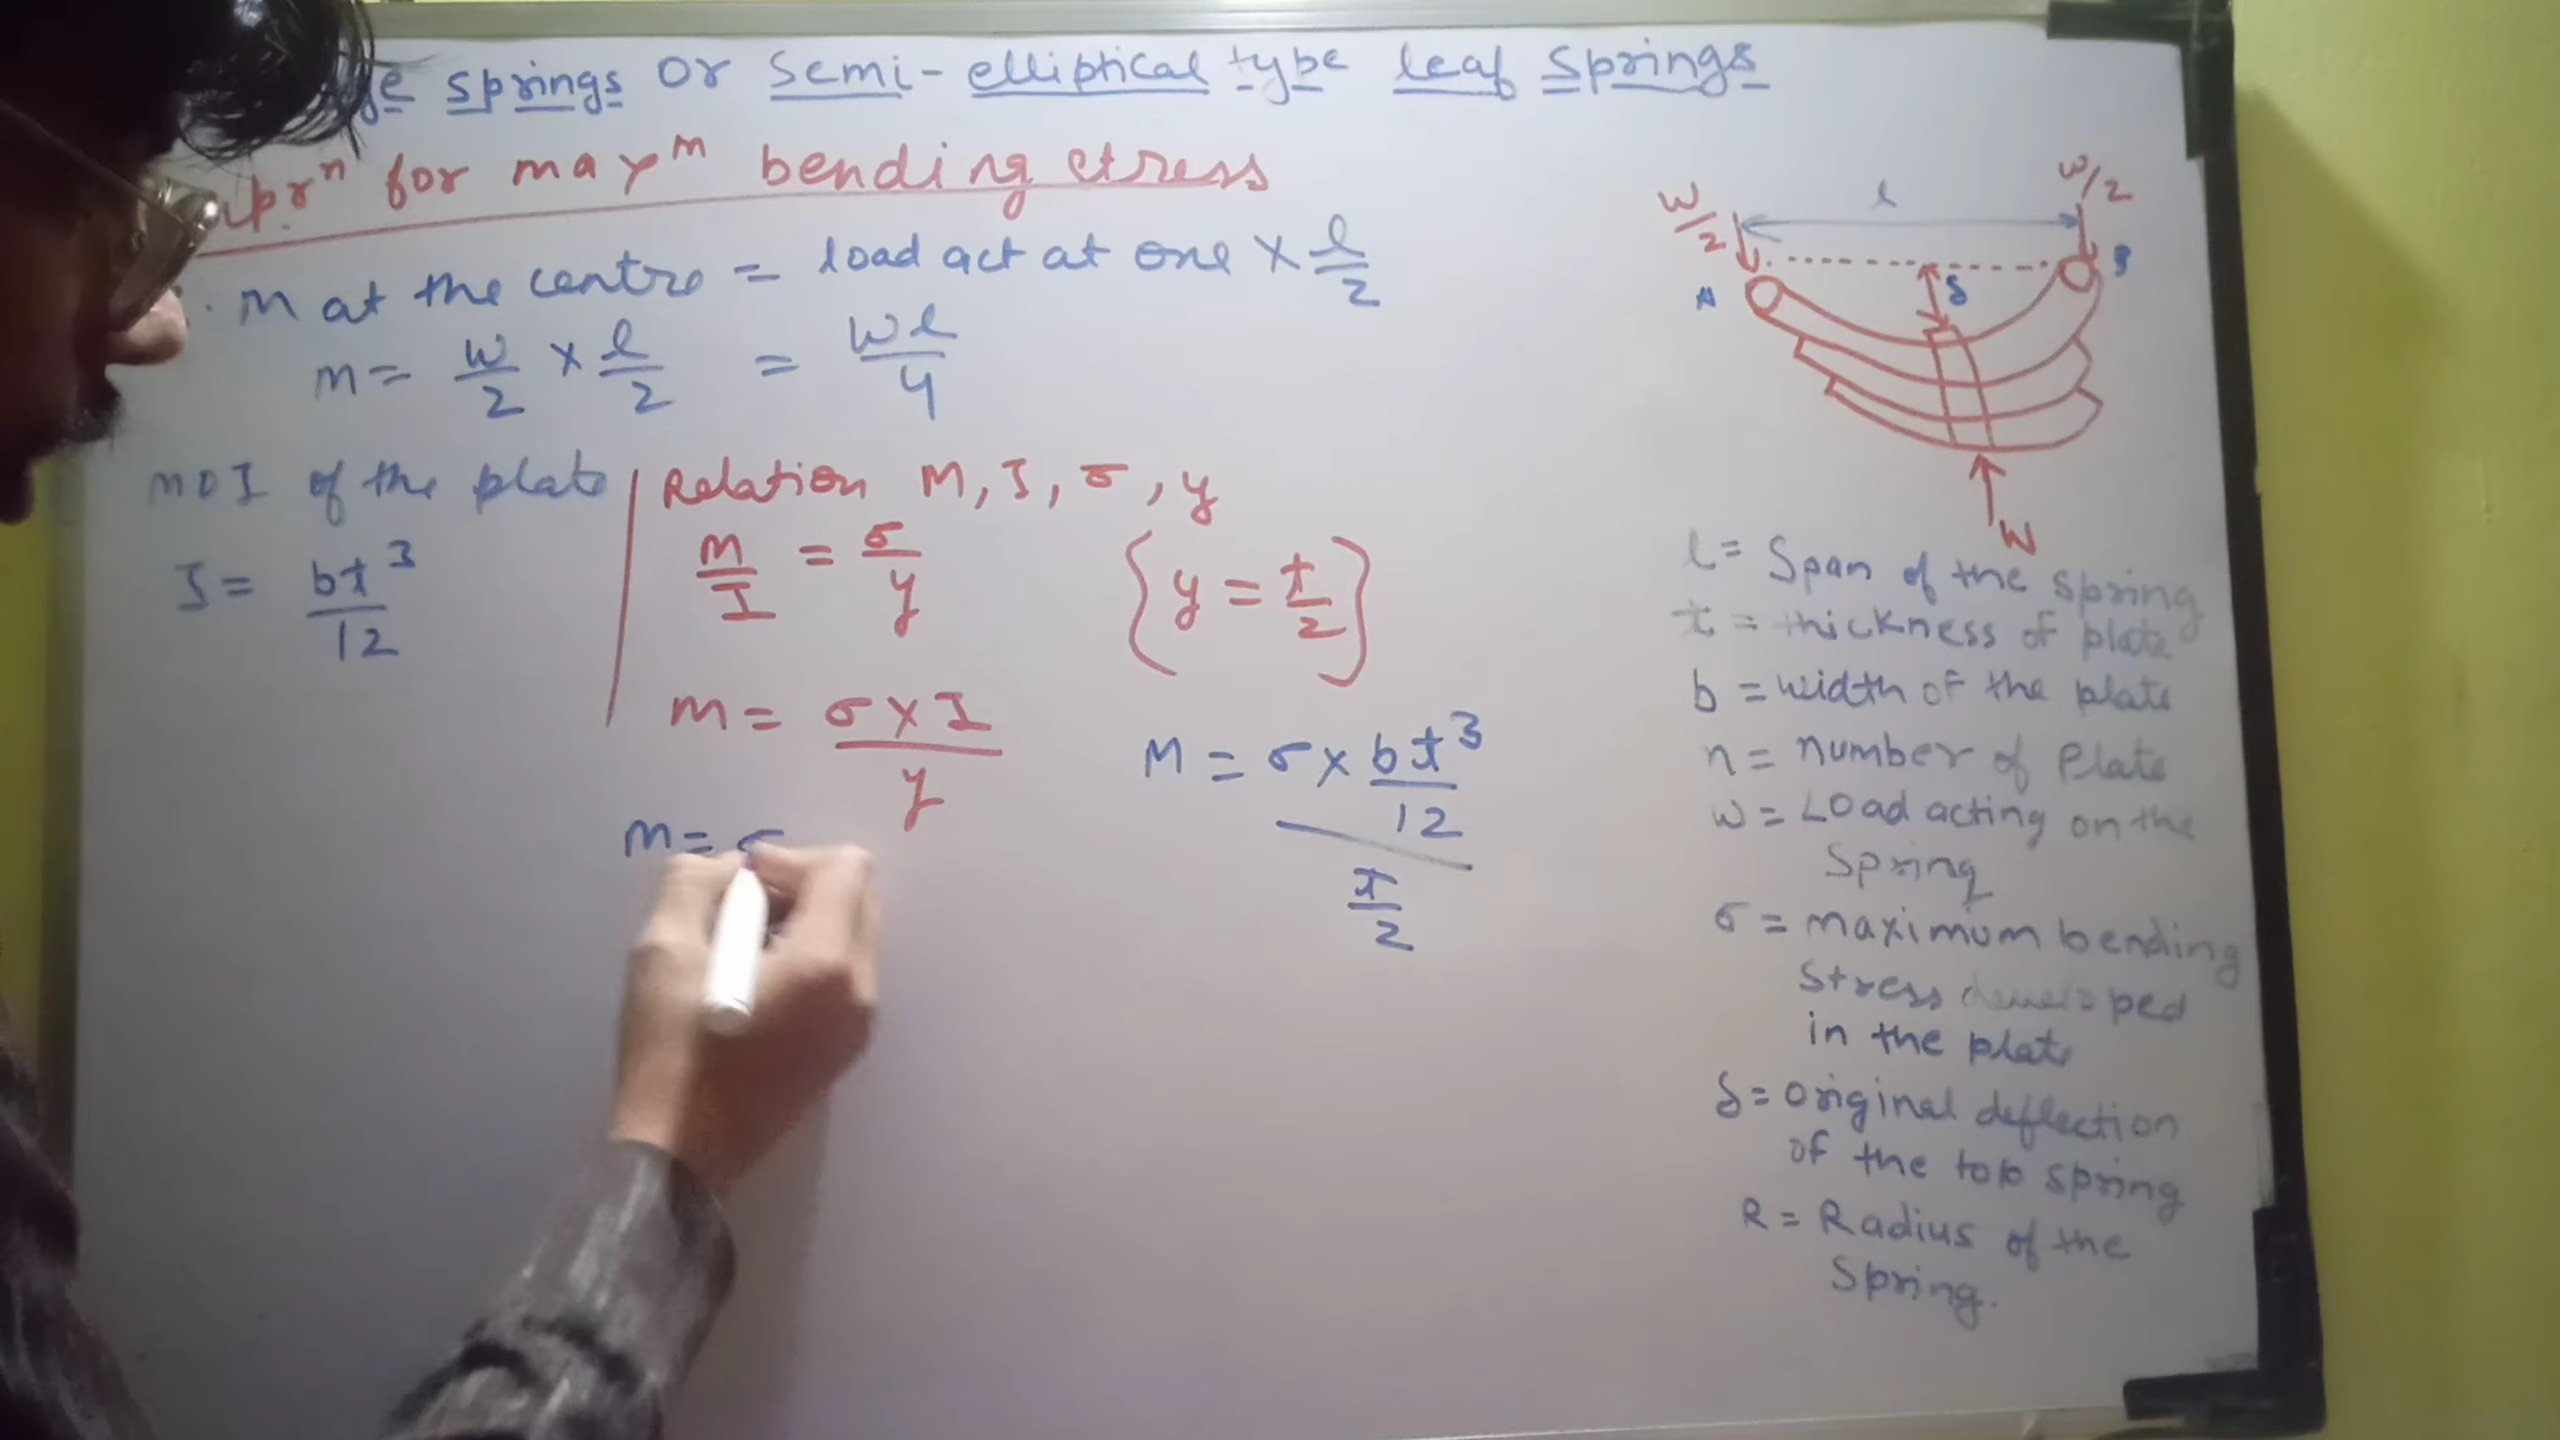 springs or Semi-elliptical type leaf springs
for max^m bending stress
M at the centre = load act at one × l/2
M = W/2 × l/2 = Wl/4
MOI of the plate
I = bt³/12
Relation M, I, σ, y
M/I = σ/y
{y = t/2}
M = σ×I/y
M = σ
M = σ× bt³/12 / t/2
W/2
l
W/2
A
δ
B
W
l = Span of the spring
t = thickness of plate
b = width of the plate
n = number of Plate
W = Load acting on the
Spring
σ = maximum bending
Stress developed
in the plate
δ = Original deflection
of the top spring
R = Radius of the
Spring.